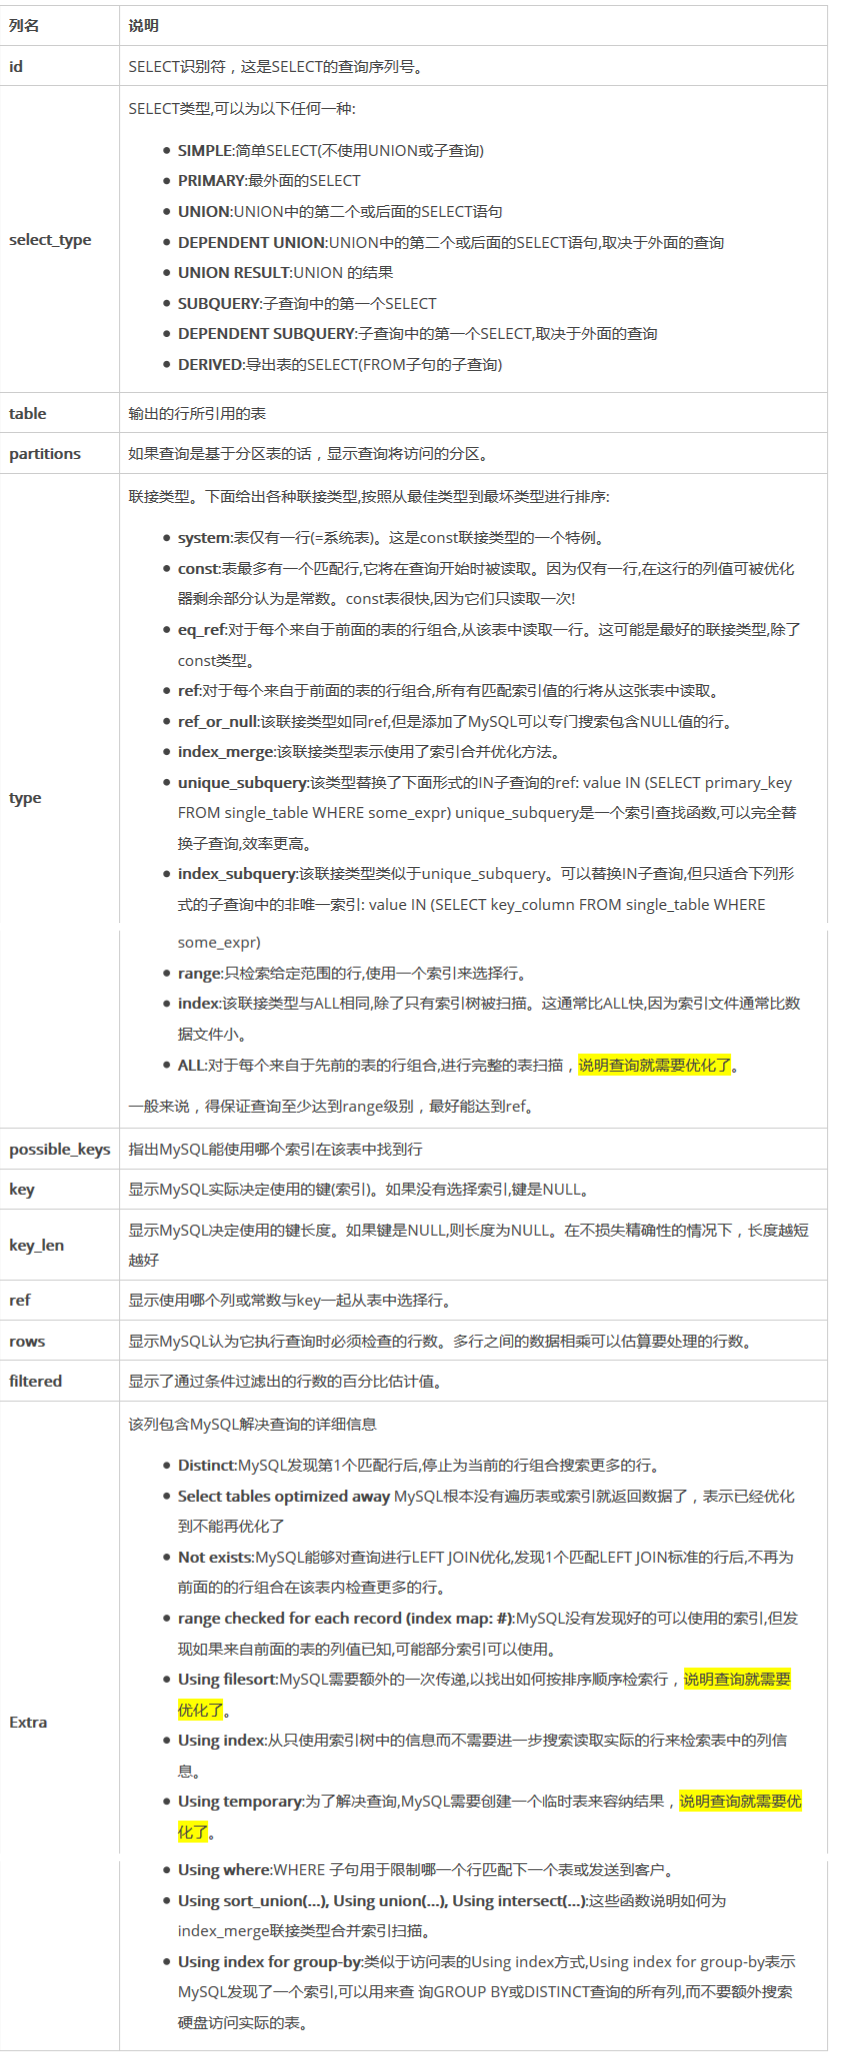 列名 说明
id SELECT识别符，这是SELECT的查询序列号。
SELECT类型,可以为以下任何一种:
SIMPLE:简单SELECT(不使用UNION或子查询)
PRIMARY:最外面的SELECT
UNION:UNION中的第二个或后面的SELECT语句
select_type
DEPENDENT UNION:UNION中的第二个或后面的SELECT语句,取决于外面的查询
UNION RESULT:UNION 的结果
SUBQUERY:子查询中的第一个SELECT
DEPENDENT SUBQUERY:子查询中的第一个SELECT,取决于外面的查询
DERIVED:导出表的SELECT(FROM子句的子查询)
table 输出的行所引用的表
partitions 如果查询是基于分区表的话，显示查询将访问的分区。
联接类型。下面给出各种联接类型,按照从最佳类型到最坏类型进行排序:
system:表仅有一行(=系统表)。这是const联接类型的一个特例。
const:表最多有一个匹配行,它将在查询开始时被读取。因为仅有一行,在这行的列值可被优化
器剩余部分认为是常数。const表很快,因为它们只读取一次!
eq_ref:对于每个来自于前面的表的行组合,从该表中读取一行。这可能是最好的联接类型,除了
const类型。
ref:对于每个来自于前面的表的行组合,所有有匹配索引值的行将从这张表中读取。
ref_or_null:该联接类型如同ref,但是添加了MySQL可以专门搜索包含NULL值的行。
index_merge:该联接类型表示使用了索引合并优化方法。
unique_subquery:该类型替换了下面形式的IN子查询的ref: value IN (SELECT primary_key
type
FROM single_table WHERE some_expr) unique_subquery是一个索引查找函数,可以完全替
换子查询,效率更高。
index_subquery:该联接类型类似于unique_subquery。可以替换IN子查询,但只适合下列形
式的子查询中的非唯一索引: value IN (SELECT key_column FROM single_table WHERE
some_expr)
range:只检索给定范围的行,使用一个索引来选择行。
index:该联接类型与ALL相同,除了只有索引树被扫描。这通常比ALL快,因为索引文件通常比数
据文件小。
ALL:对于每个来自于先前的表的行组合,进行完整的表扫描，说明查询就需要优化了。
一般来说，得保证查询至少达到range级别，最好能达到ref。
possible_keys 指出MySQL能使用哪个索引在该表中找到行
key 显示MySQL实际决定使用的键(索引)。如果没有选择索引,键是NULL。
key_len 显示MySQL决定使用的键长度。如果键是NULL,则长度为NULL。在不损失精确性的情况下，长度越短
越好
ref 显示使用哪个列或常数与key一起从表中选择行。
rows 显示MySQL认为它执行查询时必须检查的行数。多行之间的数据相乘可以估算要处理的行数。
filtered 显示了通过条件过滤出的行数的百分比估计值。
该列包含MySQL解决查询的详细信息
Distinct:MySQL发现第1个匹配行后,停止为当前的行组合搜索更多的行。
Select tables optimized away MySQL根本没有遍历表或索引就返回数据了，表示已经优化
到不能再优化了
Not exists:MySQL能够对查询进行LEFT JOIN优化,发现1个匹配LEFT JOIN标准的行后,不再为
前面的的行组合在该表内检查更多的行。
range checked for each record (index map: #):MySQL没有发现好的可以使用的索引,但发
现如果来自前面的表的列值已知,可能部分索引可以使用。
Using filesort:MySQL需要额外的一次传递,以找出如何按排序顺序检索行，说明查询就需要
优化了。
Extra
Using index:从只使用索引树中的信息而不需要进一步搜索读取实际的行来检索表中的列信
息。
Using temporary:为了解决查询,MySQL需要创建一个临时表来容纳结果，说明查询就需要优
化了。
Using where:WHERE 子句用于限制哪一个行匹配下一个表或发送到客户。
Using sort_union(...), Using union(...), Using intersect(...):这些函数说明如何为
index_merge联接类型合并索引扫描。
Using index for group-by:类似于访问表的Using index方式,Using index for group-by表示
MySQL发现了一个索引,可以用来查 询GROUP BY或DISTINCT查询的所有列,而不要额外搜索
硬盘访问实际的表。